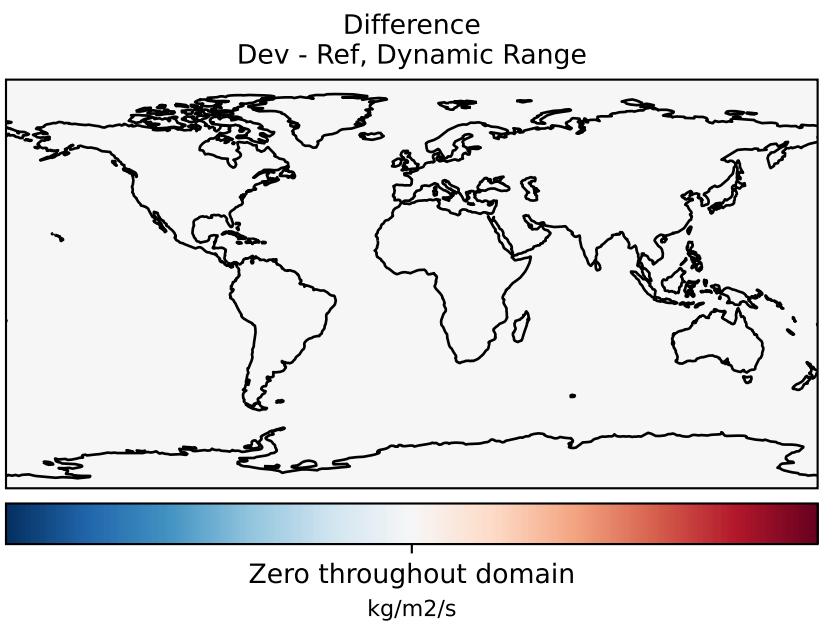 Difference
Dev - Ref, Dynamic Range
Zero throughout domain
kg/m2/s